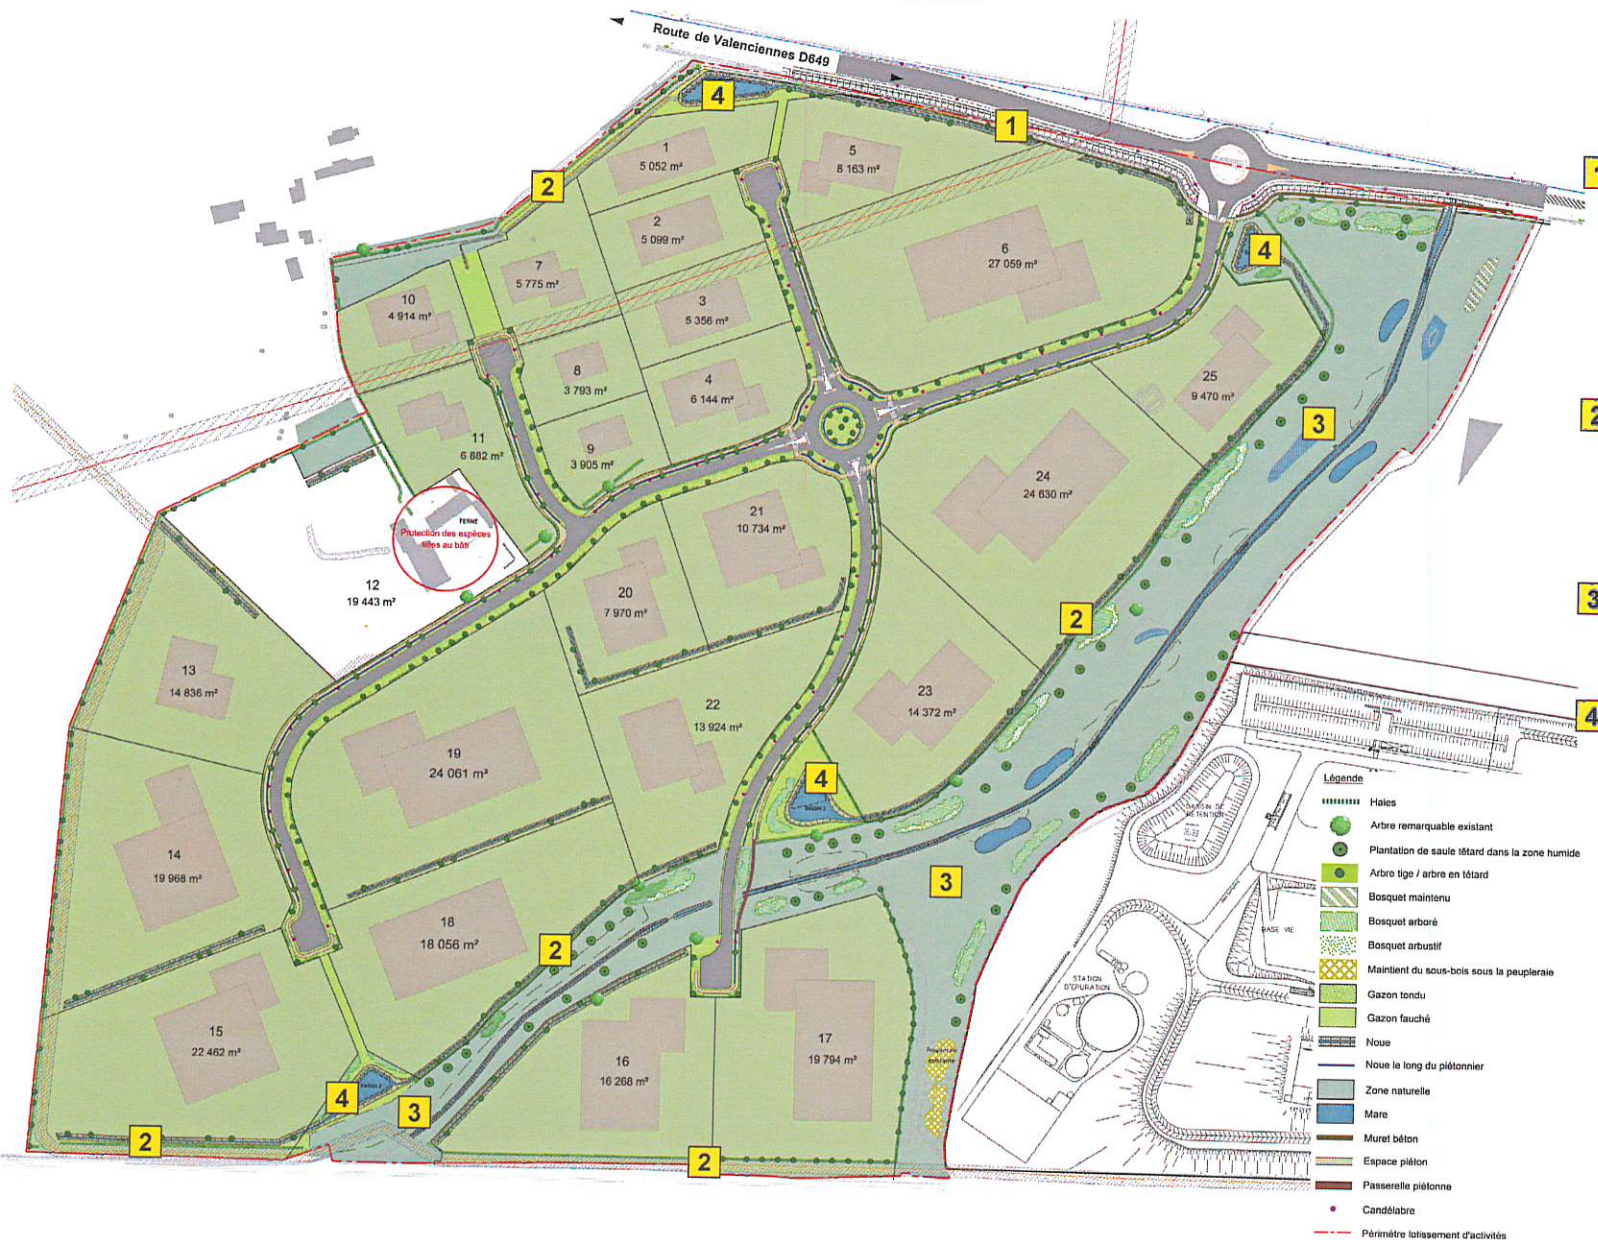 Route de Valenciennes D649
4
1
1
2
1
5 052 m²
5
8 163 m²
2
5 099 m²
4
6
27 059 m²
7
5 775 m²
10
4 914 m²
3
5 356 m²
8
3 793 m²
4
6 144 m²
25
9 470 m²
3
2
11
6 882 m²
9
3 905 m²
24
24 630 m²
21
10 734 m²
FERME
Protection des espèces
liées au bâti
12
19 443 m²
20
7 970 m²
2
3
13
14 836 m²
23
14 372 m²
22
13 924 m²
4
19
24 061 m²
4
BASSIN DE
RETENTION
14
19 968 m²
3
18
18 056 m²
2
BASE VIE
STATION
D'EPURATION
15
22 462 m²
16
16 268 m²
17
19 794 m²
4
3
2
2
Légende
Haies
Arbre remarquable existant
Plantation de saule têtard dans la zone humide
Arbre tige / arbre en têtard
Bosquet maintenu
Bosquet arboré
Bosquet arbustif
Maintient du sous-bois sous la peupleraie
Gazon tondu
Gazon fauché
Noue
Noue le long du piétonnier
Zone naturelle
Mare
Muret béton
Espace piéton
Passerelle piétonne
Candélabre
Périmètre lotissement d'activités